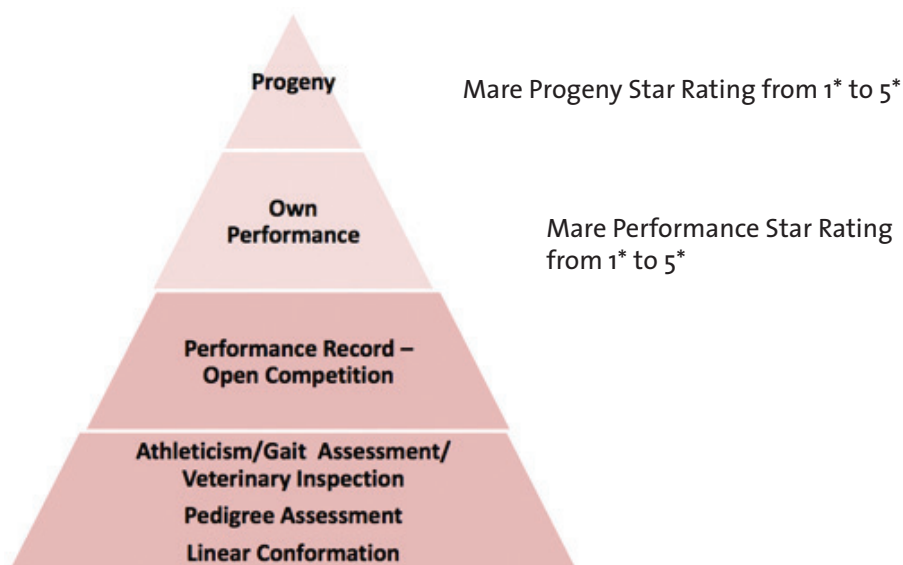 Progeny
Mare Progeny Star Rating from 1* to 5*
Own
Performance
Mare Performance Star Rating
from 1* to 5*
Performance Record –
Open Competition
Athleticism/Gait Assessment/
Veterinary Inspection
Pedigree Assessment
Linear Conformation